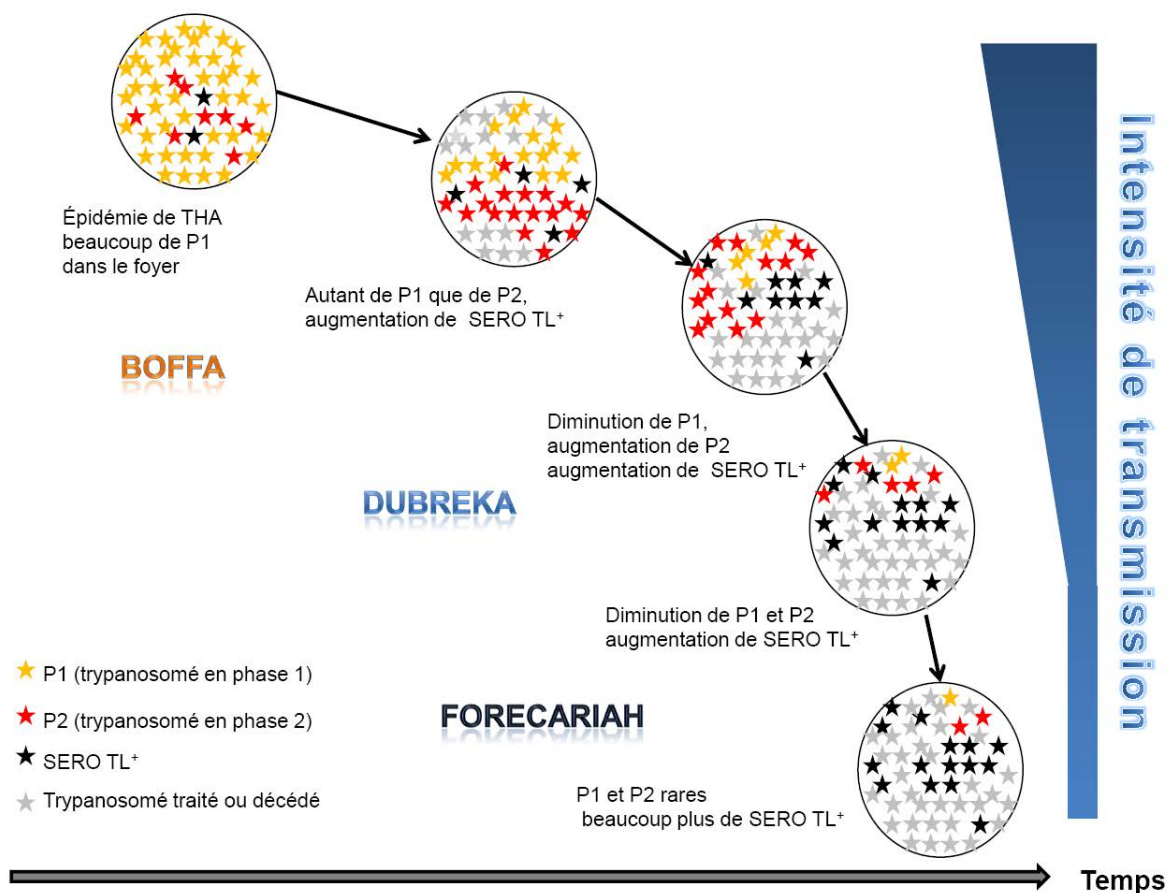 Épidémie de THA
beaucoup de P1
dans le foyer
Autant de P1 que de P2,
augmentation de SERO TL⁺
BOFFA
Diminution de P1,
augmentation de P2
augmentation de SERO TL⁺
DUBREKA
Diminution de P1 et P2
augmentation de SERO TL⁺
FORECARIAH
P1 et P2 rares
beaucoup plus de SERO TL⁺
P1 (trypanosomé en phase 1)
P2 (trypanosomé en phase 2)
SERO TL⁺
Trypanosomé traité ou décédé
Intensité de transmission
Temps